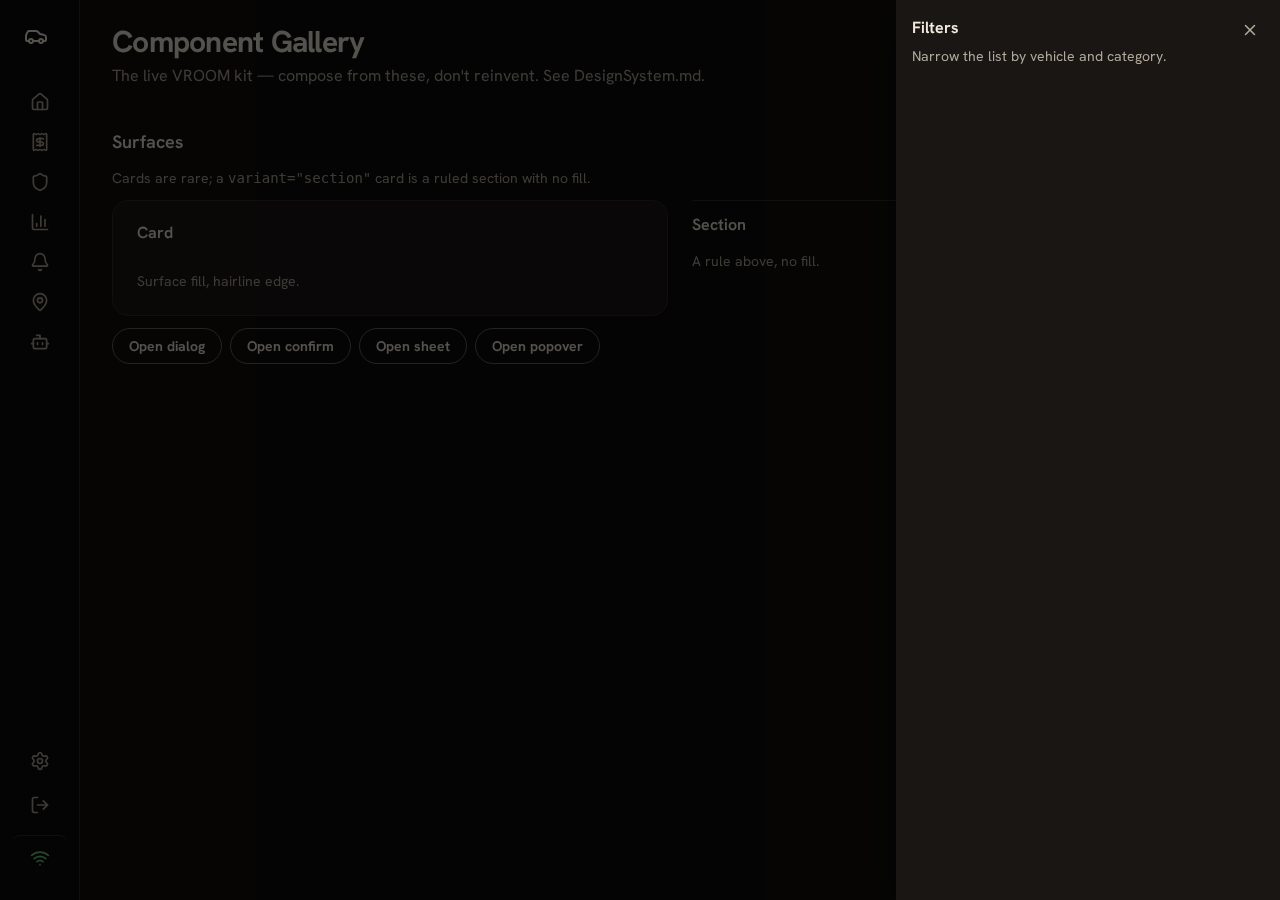 Component Gallery
The live VROOM kit — compose from these, don't reinvent. See DesignSystem.md.
Surfaces
Cards are rare; a variant="section" card is a ruled section with no fill.
Card
Surface fill, hairline edge.
Section
A rule above, no fill.
Open dialog
Open confirm
Open sheet
Open popover
Filters
Narrow the list by vehicle and category.